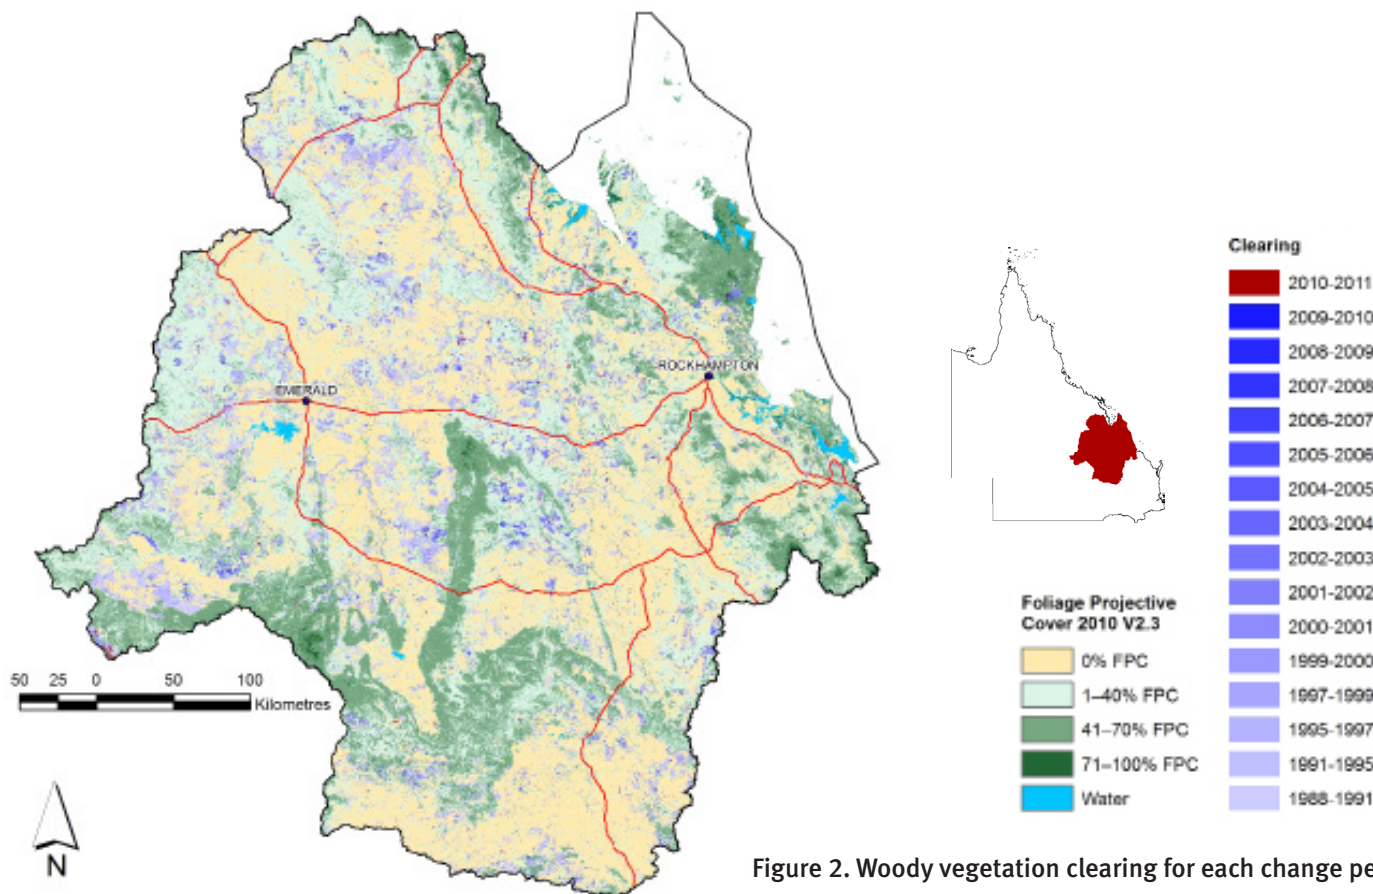 ROCKHAMPTON
EMERALD
50 25 0 50 100
Kilometres
N
Foliage Projective
Cover 2010 V2.3
0% FPC
1–40% FPC
41–70% FPC
71–100% FPC
Water
Clearing
2010-2011
2009-2010
2008-2009
2007-2008
2006-2007
2005-2006
2004-2005
2003-2004
2002-2003
2001-2002
2000-2001
1999-2000
1997-1999
1995-1997
1991-1995
1988-1991
Figure 2. Woody vegetation clearing for each change pe